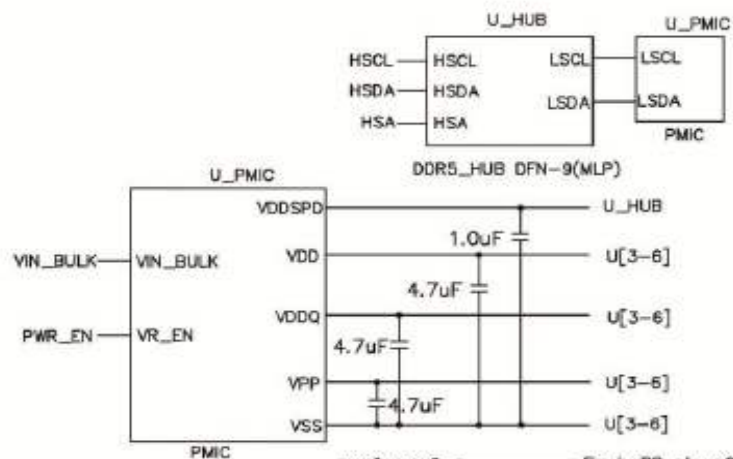 U_HUB
U_PMIC
HSCL HSCL LSCL LSCL
HSDA HSDA LSDA LSDA
HSA HSA
PMIC
DDR5_HUB DFN-9(MLP)
U_PMIC
VDDSPD U_HUB
1.0uF
VIN_BULK VIN_BULK VDD U[3-6]
4.7uF
PWR_EN VR_EN VDDQ U[3-6]
4.7uF
VPP U[3-6]
4.7uF
VSS U[3-6]
PMIC